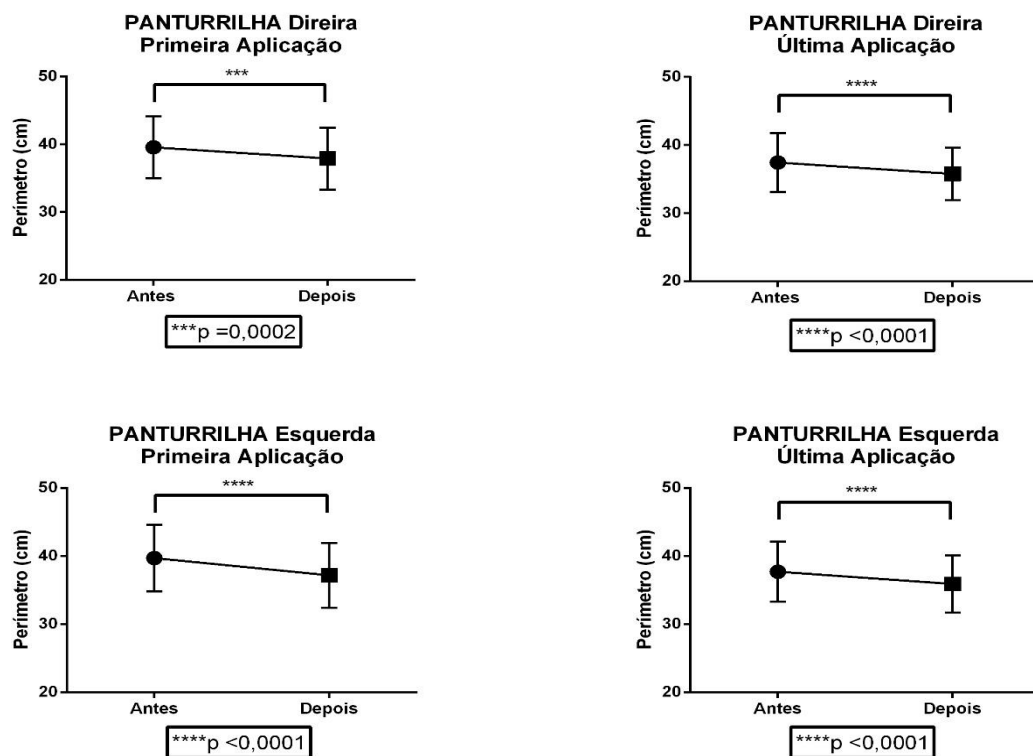 PANTURRILHA Direira
Primeira Aplicação
***
50
40
30
20
Perímetro (cm)
Antes
Depois
***p =0,0002
PANTURRILHA Direira
Última Aplicação
****
50
40
30
20
Perímetro (cm)
Antes
Depois
****p <0,0001
PANTURRILHA Esquerda
Primeira Aplicação
****
50
40
30
20
Perímetro (cm)
Antes
Depois
****p <0,0001
PANTURRILHA Esquerda
Última Aplicação
****
50
40
30
20
Perímetro (cm)
Antes
Depois
****p <0,0001